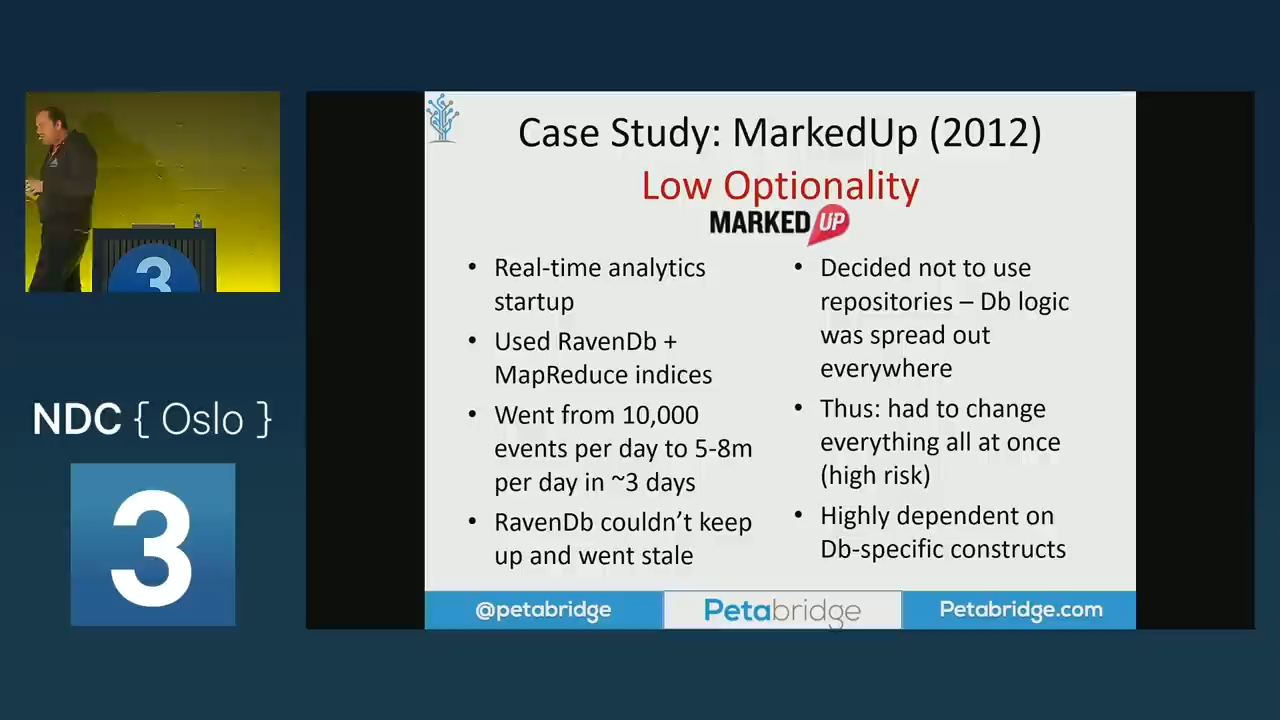 Case Study: MarkedUp (2012)
Low Optionality
MARKED UP
• Real-time analytics
startup
• Used RavenDb +
MapReduce indices
• Went from 10,000
events per day to 5-8m
per day in ~3 days
• RavenDb couldn't keep
up and went stale
• Decided not to use
repositories – Db logic
was spread out
everywhere
• Thus: had to change
everything all at once
(high risk)
• Highly dependent on
Db-specific constructs
@petabridge
Petabridge
Petabridge.com
3
NDC { Oslo }
3